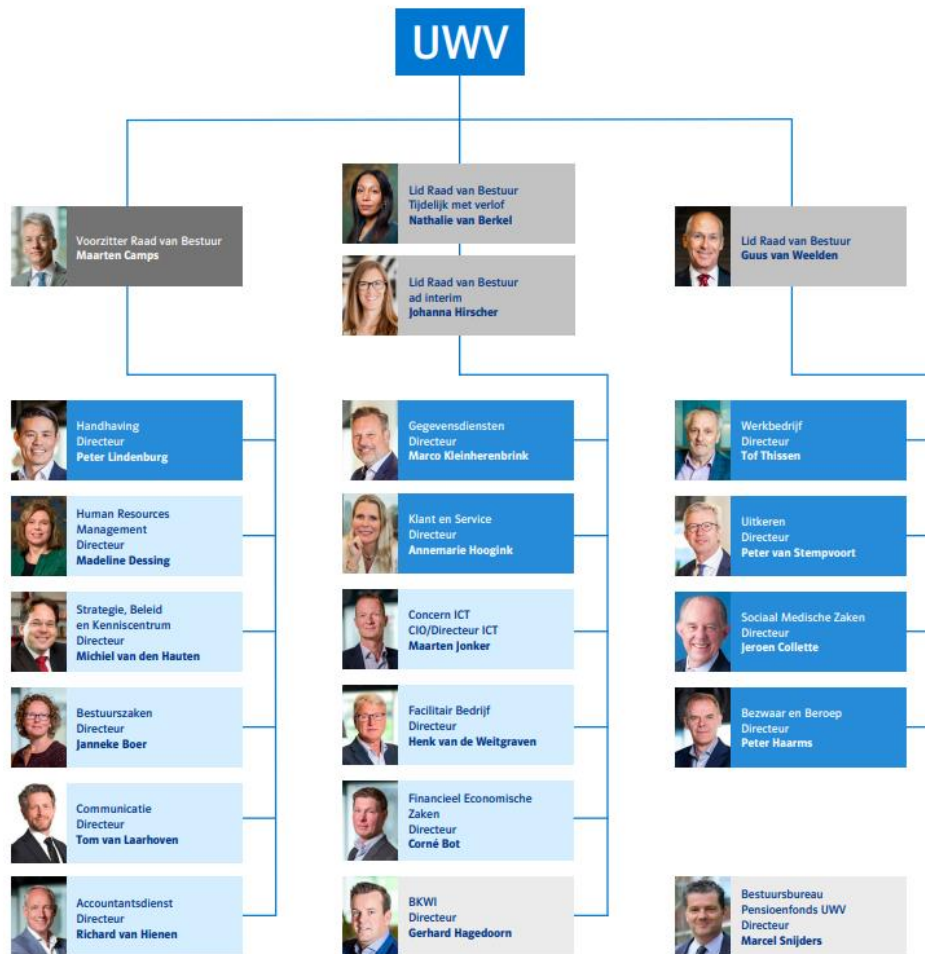 UWV
Voorzitter Raad van Bestuur
Maarten Camps
Lid Raad van Bestuur
Tijdelijk met verlof
Nathalie van Berkel
Lid Raad van Bestuur
ad interim
Johanna Hirscher
Lid Raad van Bestuur
Guus van Weelden
Handhaving
Directeur
Peter Lindenburg
Human Resources
Management
Directeur
Madeline Dessing
Strategie, Beleid
en Kenniscentrum
Directeur
Michiel van den Hauten
Bestuurszaken
Directeur
Janneke Boer
Communicatie
Directeur
Tom van Laarhoven
Accountantsdienst
Directeur
Richard van Hienen
Gegevensdiensten
Directeur
Marco Kleinherenbrink
Klant en Service
Directeur
Annemarie Hoogink
Concern ICT
CIO/Directeur ICT
Maarten Jonker
Facilitair Bedrijf
Directeur
Henk van de Weitgraven
Financieel Economische
Zaken
Directeur
Corné Bot
BKWI
Directeur
Gerhard Hagedoorn
Werkbedrijf
Directeur
Tof Thissen
Uitkeren
Directeur
Peter van Stempvoort
Sociaal Medische Zaken
Directeur
Jeroen Collette
Bezwaar en Beroep
Directeur
Peter Haarms
Bestuursbureau
Pensioenfonds UWV
Directeur
Marcel Snijders